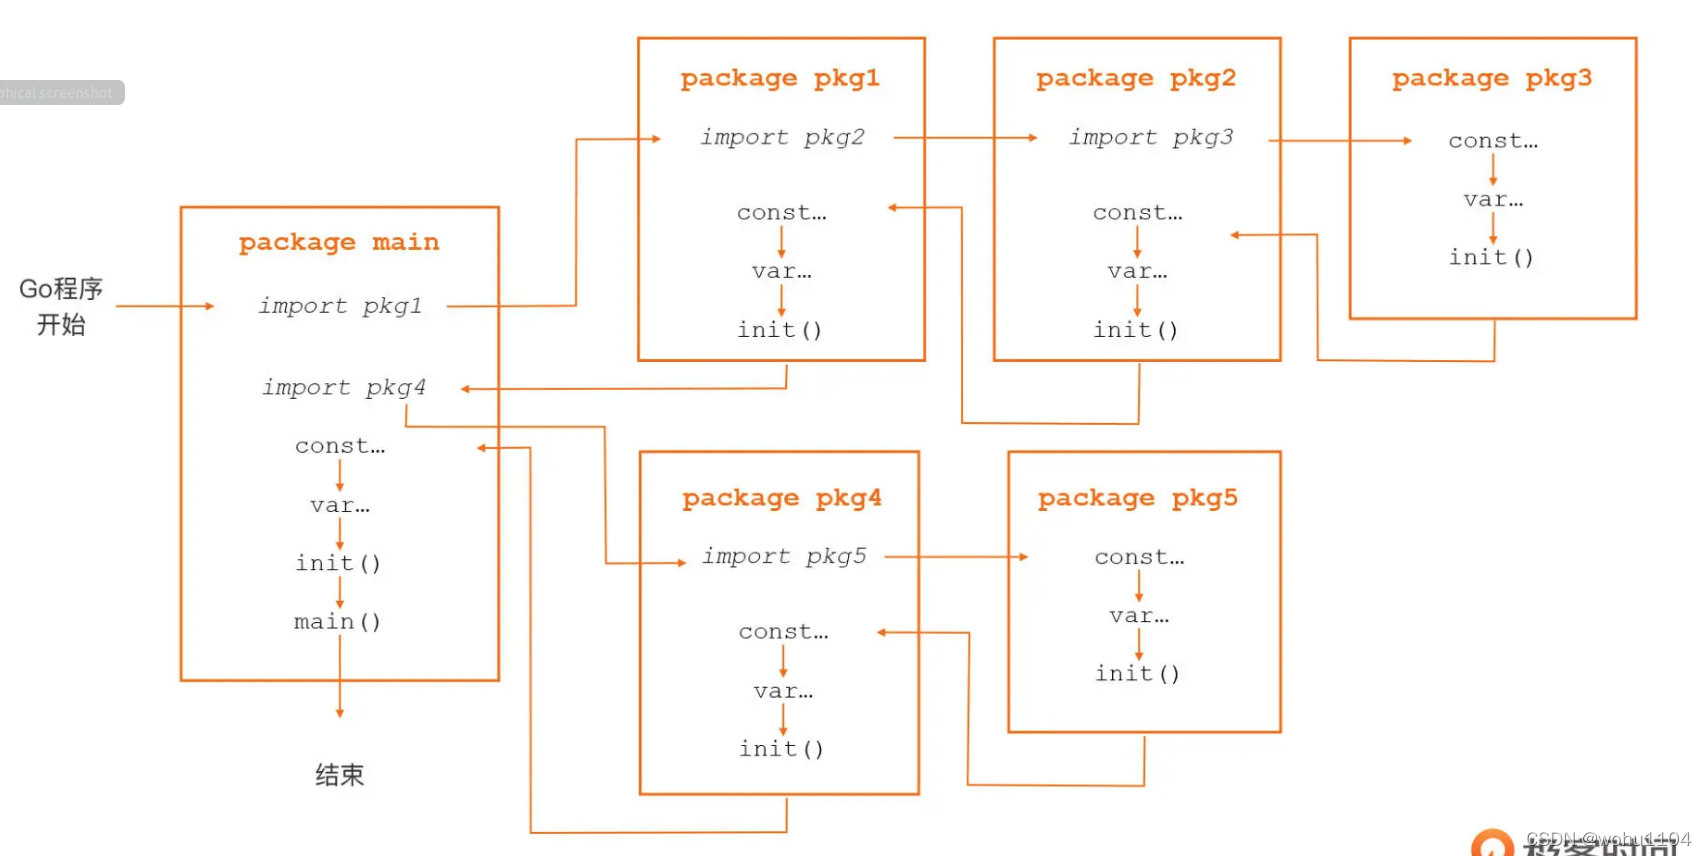 phical screenshot
Go程序
开始
package main
import pkg1
import pkg4
const…
var…
init()
main()
结束
package pkg1
import pkg2
const…
var…
init()
package pkg2
import pkg3
const…
var…
init()
package pkg3
const…
var…
init()
package pkg4
import pkg5
const…
var…
init()
package pkg5
const…
var…
init()
极客时间
CSDN @wohu1104